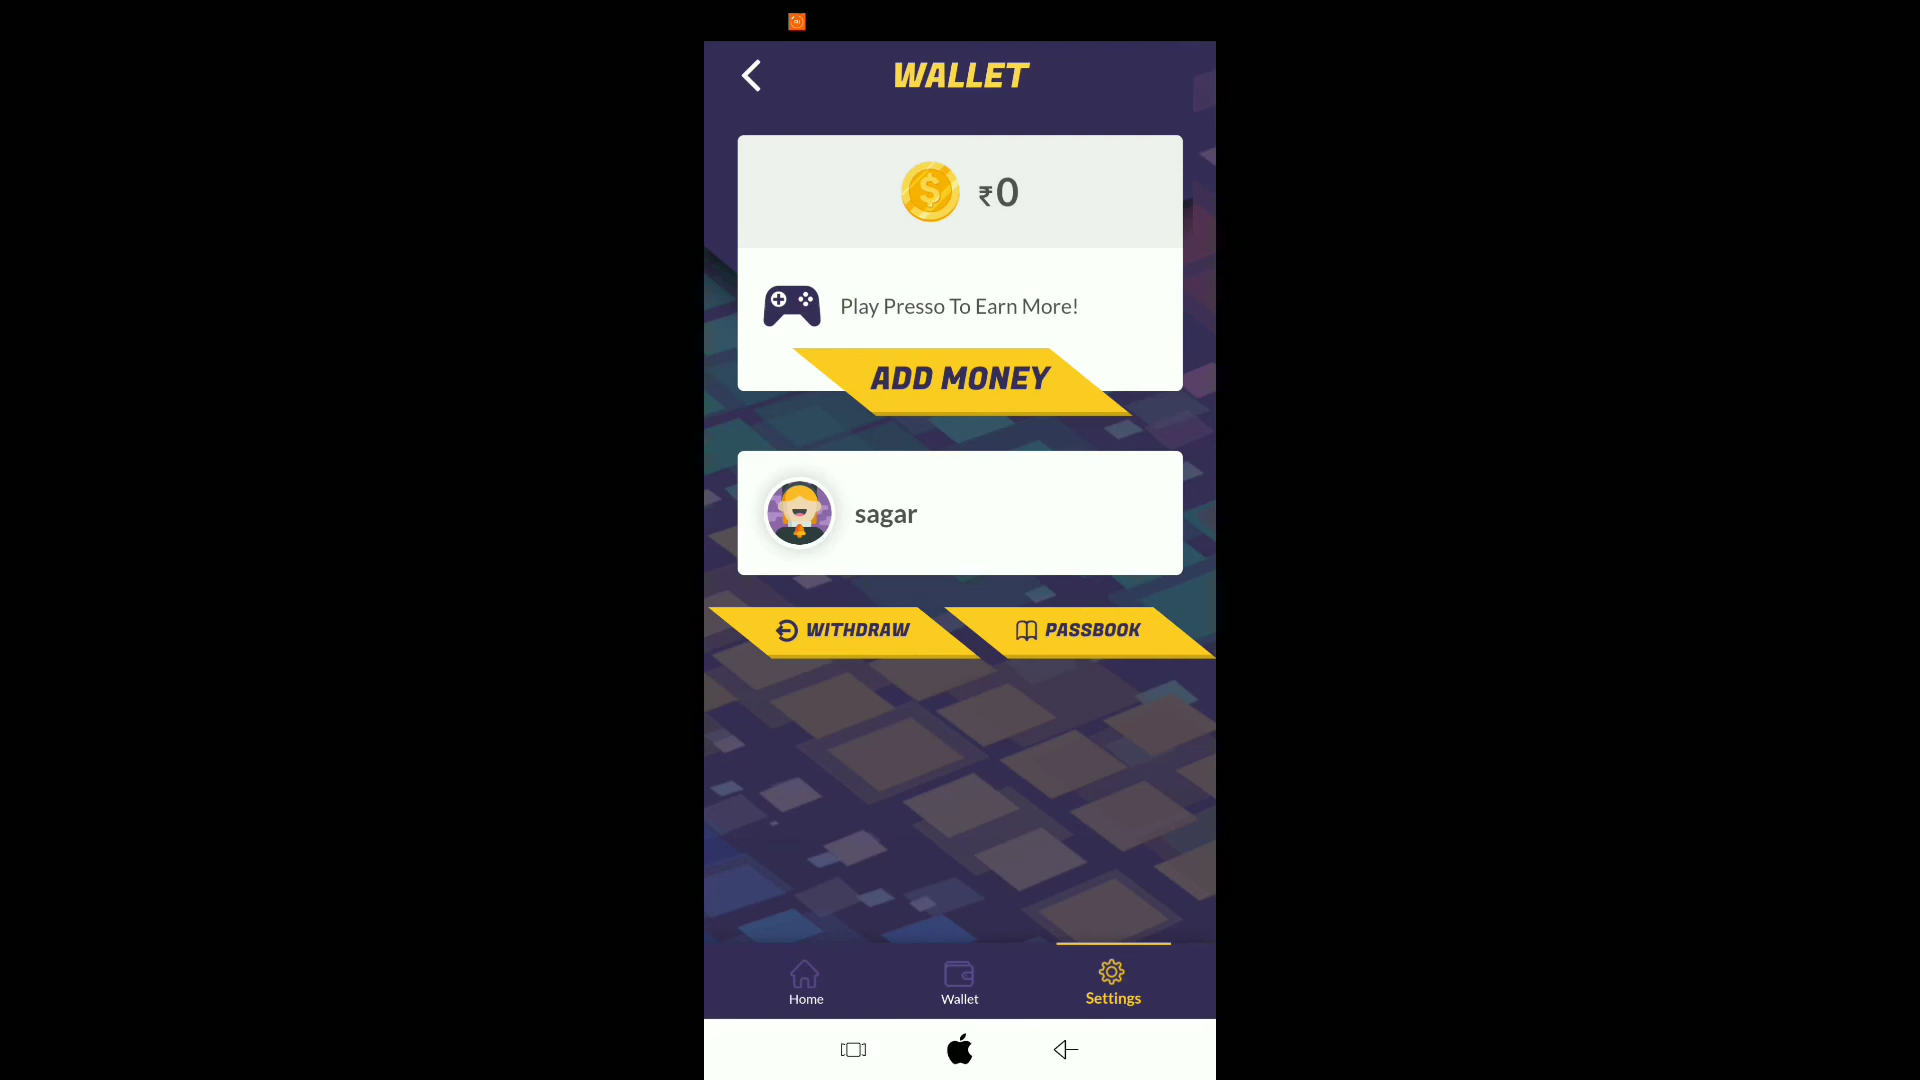 WALLET
₹0
Play Presso To Earn More!
ADD MONEY
sagar
WITHDRAW
PASSBOOK
Home
Wallet
Settings